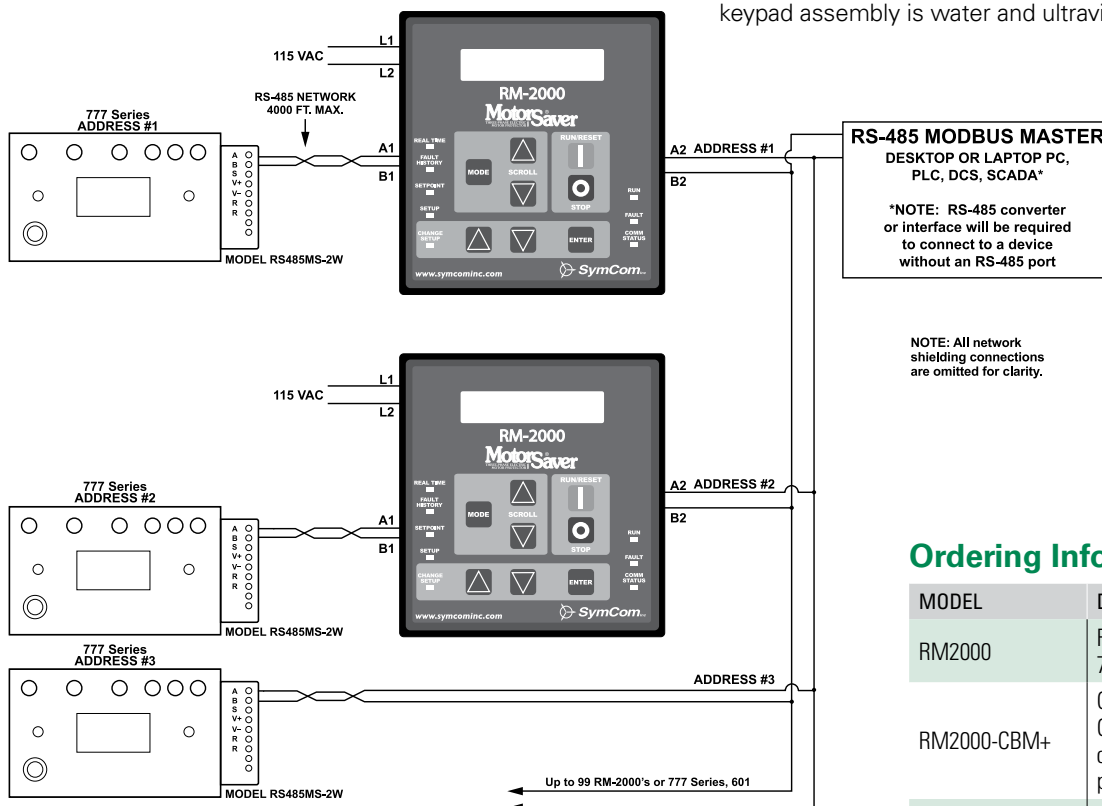 keypad assembly is water and ultravi
L1
115 VAC
L2
RS-485 NETWORK
4000 FT. MAX.
777 Series
ADDRESS #1
A
B
S
V+
V–
R
R
MODEL RS485MS-2W
A1
B1
RM-2000
MotorSaver
REAL TIME
FAULT
HISTORY
SETPOINT
SETUP
CHANGE
SETUP
MODE
SCROLL
RUN/RESET
STOP
RUN
FAULT
COMM
STATUS
ENTER
www.symcominc.com
SymCom
A2 ADDRESS #1
B2
RS-485 MODBUS MASTER
DESKTOP OR LAPTOP PC,
PLC, DCS, SCADA*
*NOTE: RS-485 converter
or interface will be required
to connect to a device
without an RS-485 port
NOTE: All network
shielding connections
are omitted for clarity.
L1
115 VAC
L2
777 Series
ADDRESS #2
A
B
S
V+
V–
R
R
MODEL RS485MS-2W
A1
B1
RM-2000
MotorSaver
REAL TIME
FAULT
HISTORY
SETPOINT
SETUP
CHANGE
SETUP
MODE
SCROLL
RUN/RESET
STOP
RUN
FAULT
COMM
STATUS
ENTER
www.symcominc.com
SymCom
A2 ADDRESS #2
B2
777 Series
ADDRESS #3
A
B
S
V+
V–
R
R
MODEL RS485MS-2W
ADDRESS #3
Up to 99 RM-2000's or 777 Series, 601
Ordering Info
MODEL
RM2000
RM2000-CBM+